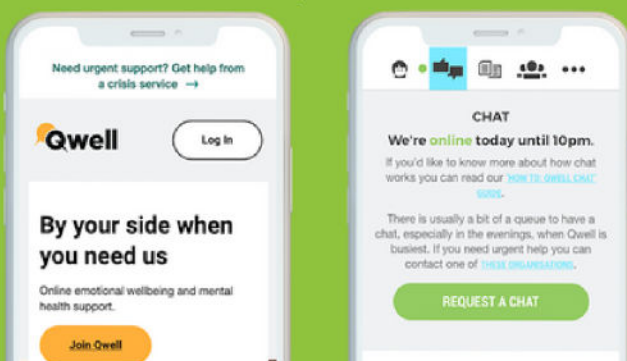 Need urgent support? Get help from
a crisis service →
Qwell
Log In
By your side when
you need us
Online emotional wellbeing and mental
health support.
Join Qwell
CHAT
We're online today until 10pm.
If you'd like to know more about how chat
works you can read our "HOW TO: QWELL CHAT"
GUIDE.
There is usually a bit of a queue to have a
chat, especially in the evenings, when Qwell is
busiest. If you need urgent help you can
contact one of THESE ORGANISATIONS.
REQUEST A CHAT